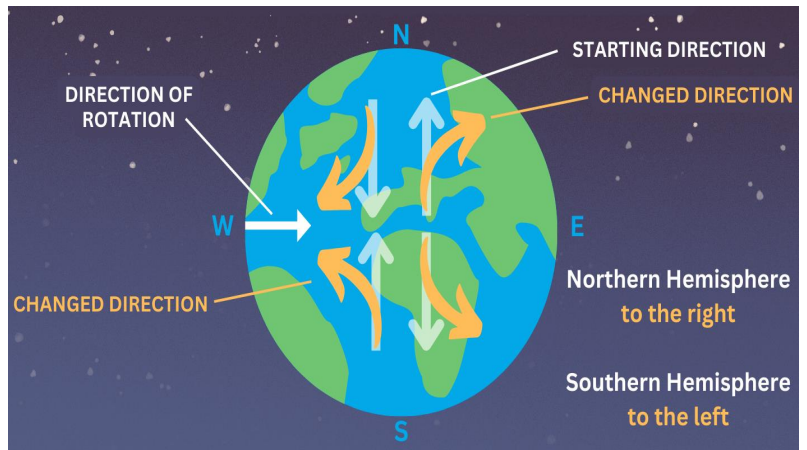 N
STARTING DIRECTION
CHANGED DIRECTION
DIRECTION OF
ROTATION
W
E
CHANGED DIRECTION
Northern Hemisphere
to the right
Southern Hemisphere
to the left
S